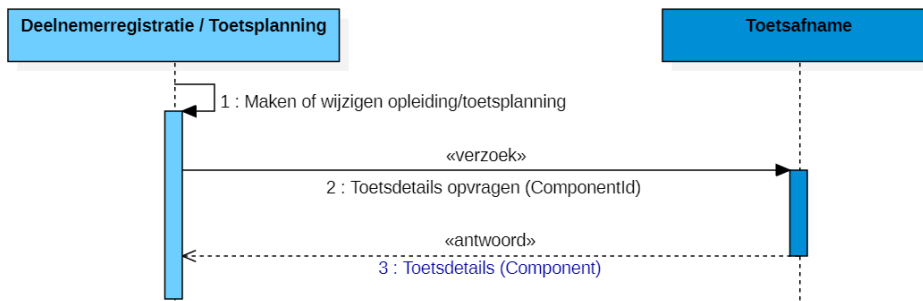 Deelnemerregistratie / Toetsplanning
Toetsafname
1 : Maken of wijzigen opleiding/toetsplanning
«verzoek»
2 : Toetsdetails opvragen (ComponentId)
«antwoord»
3 : Toetsdetails (Component)